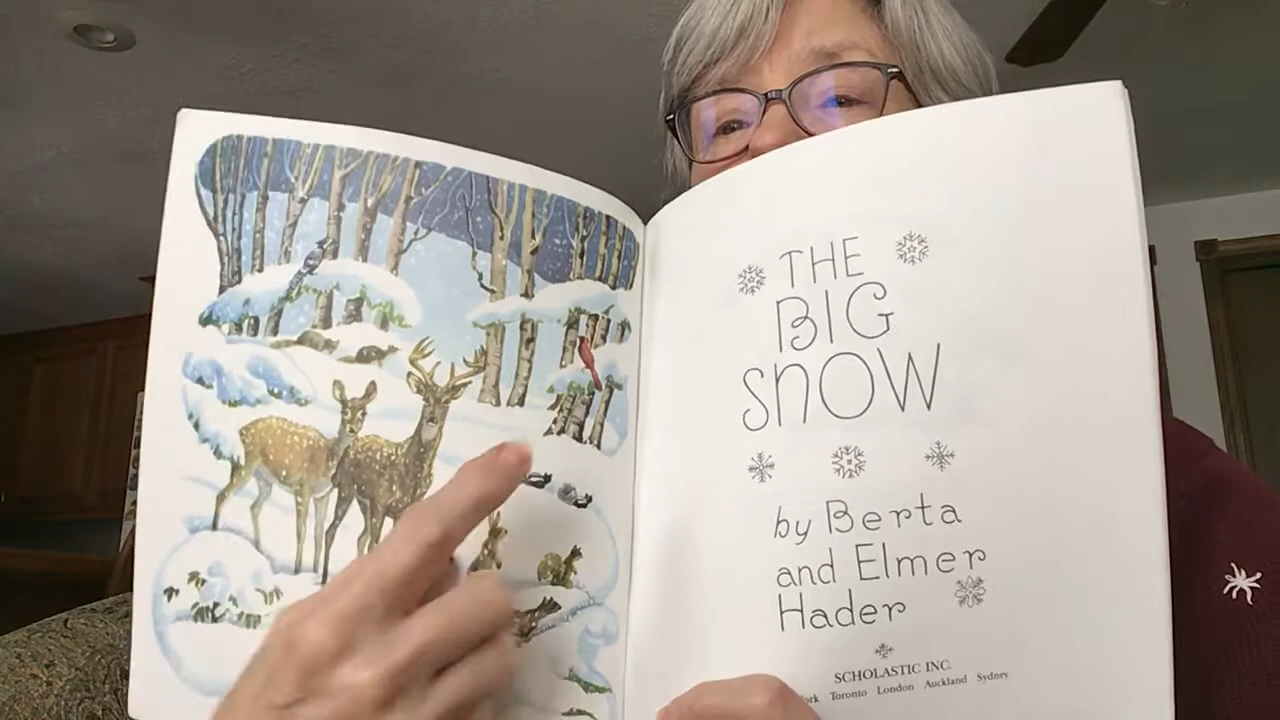 THE
BIG
SNOW
by Berta
and Elmer
Hader
SCHOLASTIC INC.
Toronto London Auckland Sydney